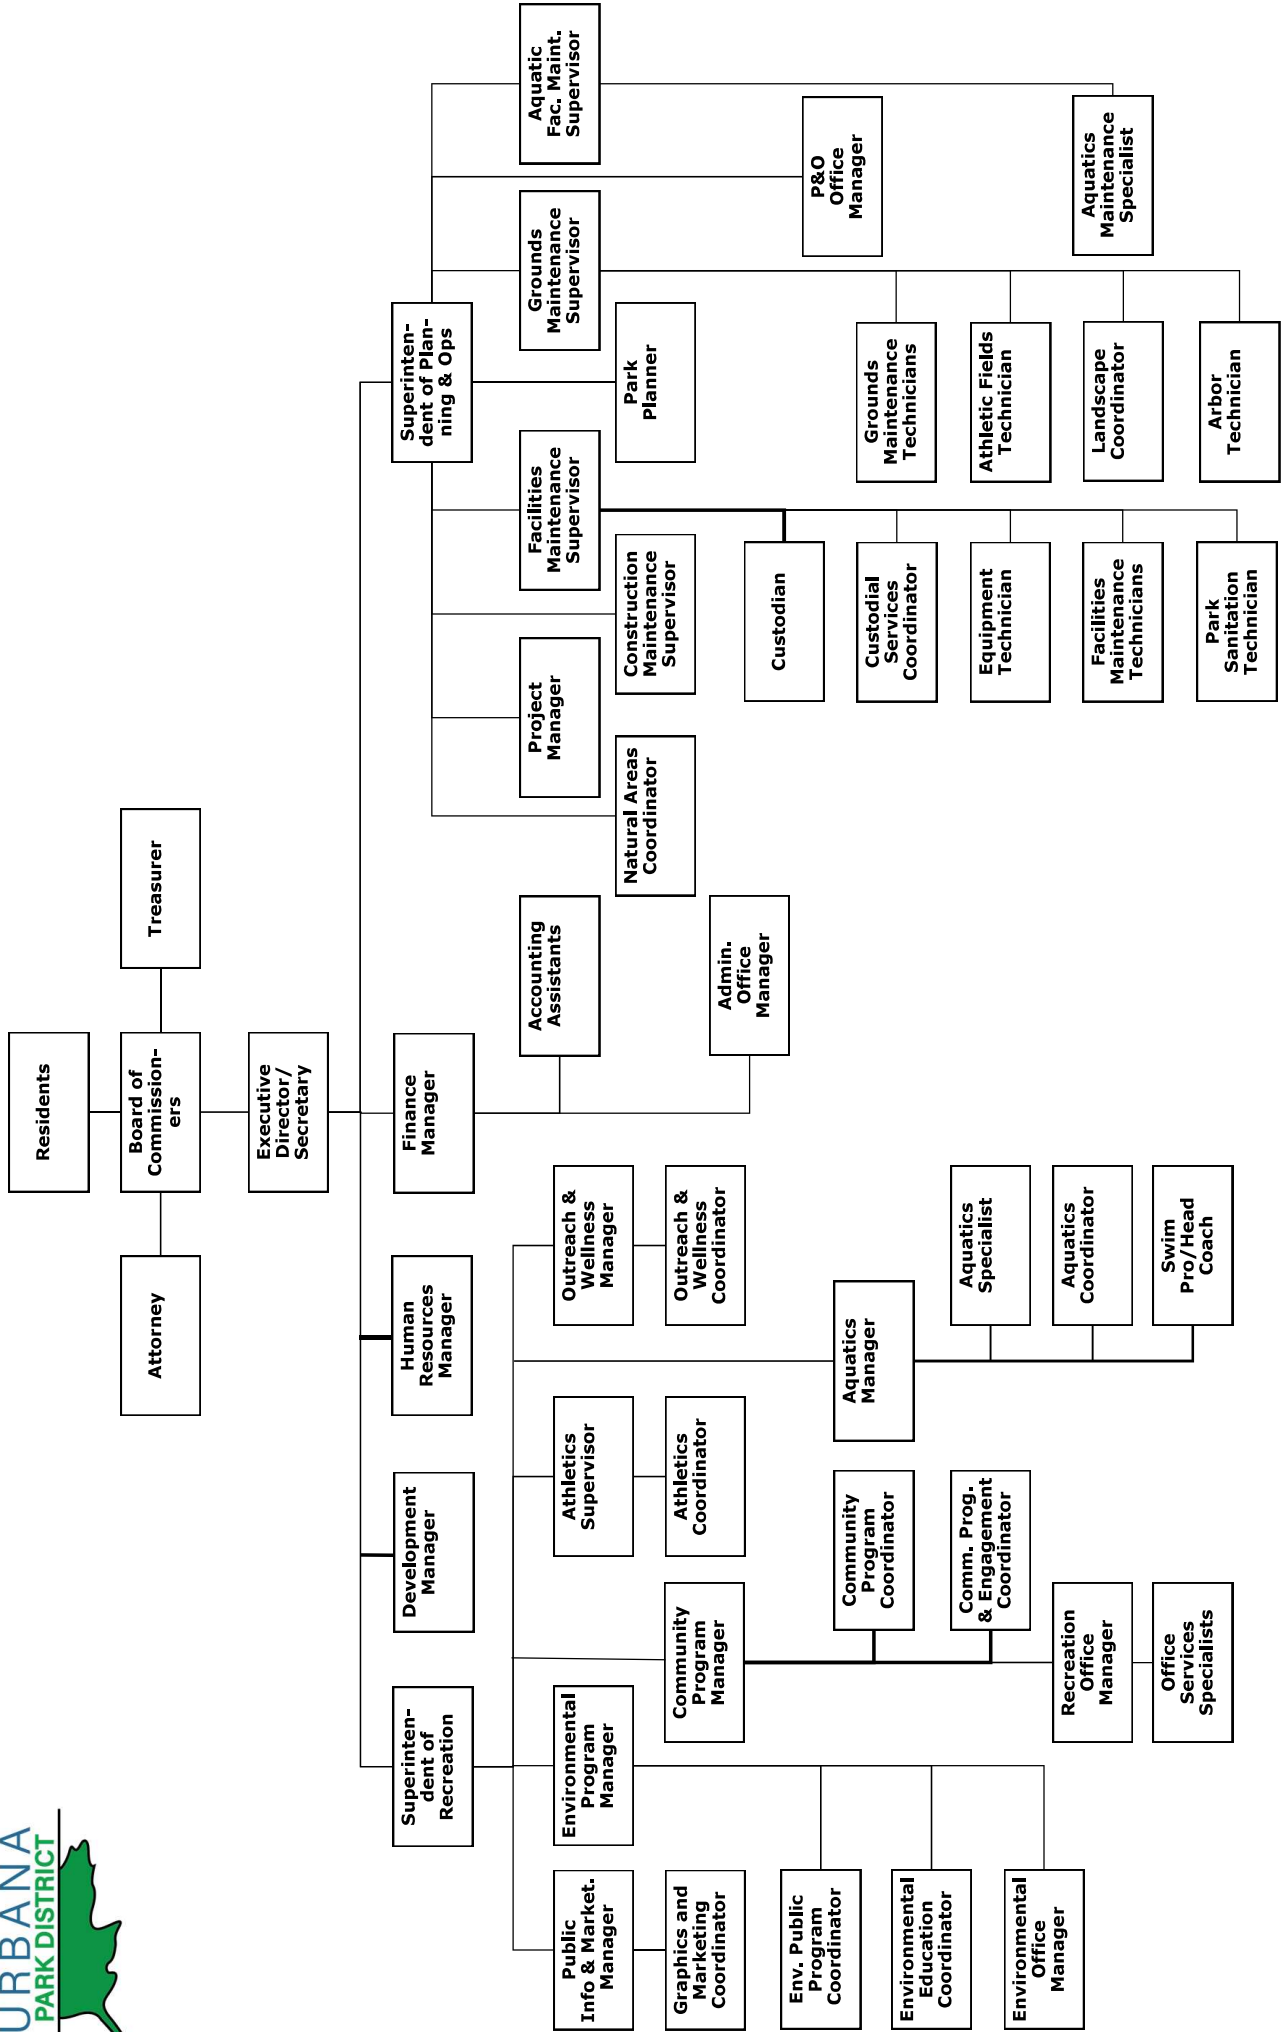 URBANA
PARK DISTRICT
Residents
Attorney
Board of
Commission-
ers
Treasurer
Executive
Director/
Secretary
Superinten-
dent of
Recreation
Development
Manager
Human
Resources
Manager
Finance
Manager
Superinten-
dent of Plan-
ning & Ops
Public
Info & Market.
Manager
Environmental
Program
Manager
Athletics
Supervisor
Outreach &
Wellness
Manager
Accounting
Assistants
Project
Manager
Facilities
Maintenance
Supervisor
Grounds
Maintenance
Supervisor
Aquatic
Fac. Maint.
Supervisor
Graphics and
Marketing
Coordinator
Community
Program
Manager
Athletics
Coordinator
Outreach &
Wellness
Coordinator
Admin.
Office
Manager
Natural Areas
Coordinator
Construction
Maintenance
Supervisor
Park
Planner
Env. Public
Program
Coordinator
Community
Program
Coordinator
Aquatics
Manager
Custodian
P&O
Office
Manager
Environmental
Education
Coordinator
Comm. Prog.
& Engagement
Coordinator
Aquatics
Specialist
Custodial
Services
Coordinator
Grounds
Maintenance
Technicians
Environmental
Office
Manager
Recreation
Office
Manager
Aquatics
Coordinator
Equipment
Technician
Athletic Fields
Technician
Office
Services
Specialists
Swim
Pro/Head
Coach
Facilities
Maintenance
Technicians
Landscape
Coordinator
Aquatics
Maintenance
Specialist
Park
Sanitation
Technician
Arbor
Technician